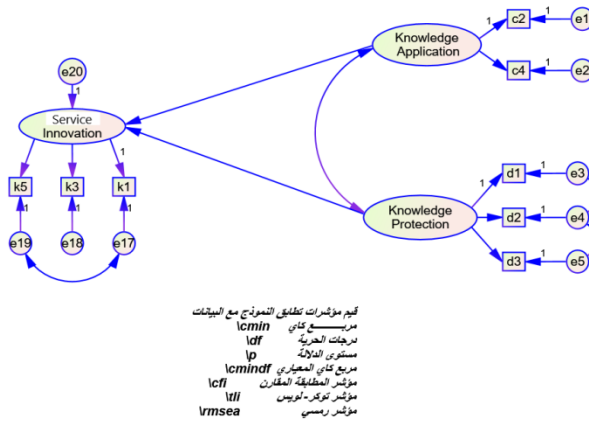 Knowledge
Application
1
c2
1
e1
c4
1
e2
e20
1
Service
Innovation
1
k5
k3
k1
1
1
1
e19
e18
e17
1
d1
1
e3
Knowledge
Protection
d2
1
e4
d3
1
e5
قيم مؤشرات تطابق النموذج مع البيانات
مربـــــــع كاي \cmin
درجات الحرية \df
مستوى الدلالة \p
مربع كاي المعياري \cmindf
مؤشر المطابقة المقارن \cfi
مؤشر توكر - لويس \tli
مؤشر رمسي \rmsea